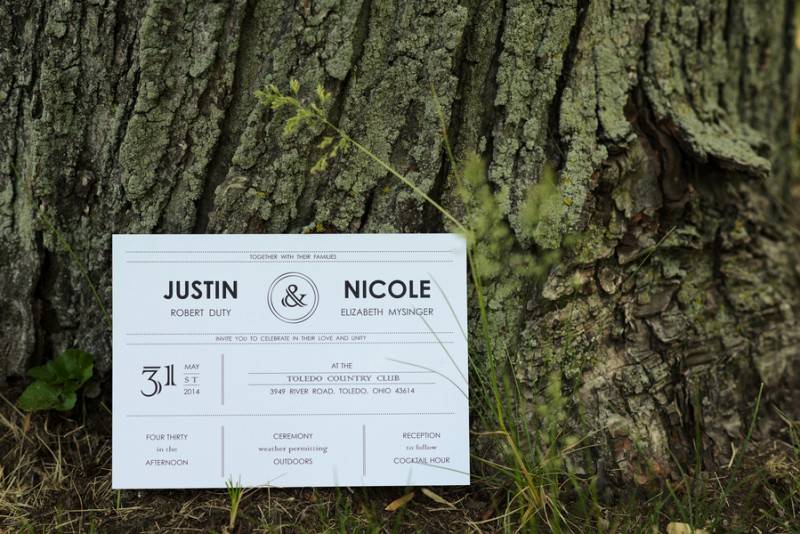 TOGETHER WITH THEIR FAMILIES
JUSTIN & NICOLE
ROBERT DUTY ELIZABETH MYSINGER
INVITE YOU TO CELEBRATE IN THEIR LOVE AND UNITY
31 MAY
ST
2014
AT THE
TOLEDO COUNTRY CLUB
3949 RIVER ROAD, TOLEDO, OHIO 43614
FOUR THIRTY
in the
AFTERNOON
CEREMONY
weather permitting
OUTDOORS
RECEPTION
to follow
COCKTAIL HOUR